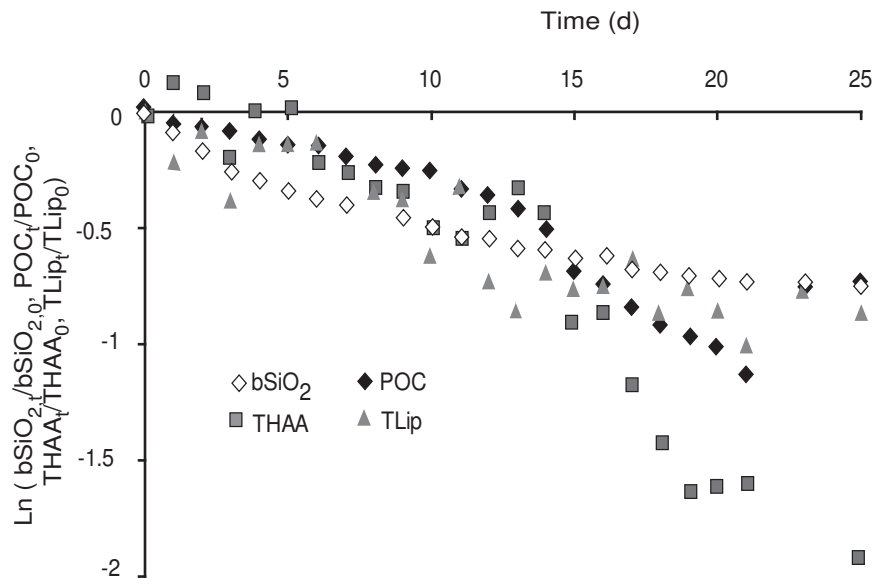 Time (d)
0 5 10 15 20 25
0
-0.5
-1
-1.5
-2
Ln ( bSiO2,t/bSiO2,0, POCt/POC0,
THAAt/THAA0, TLipt/TLip0)
bSiO2 POC
THAA TLip